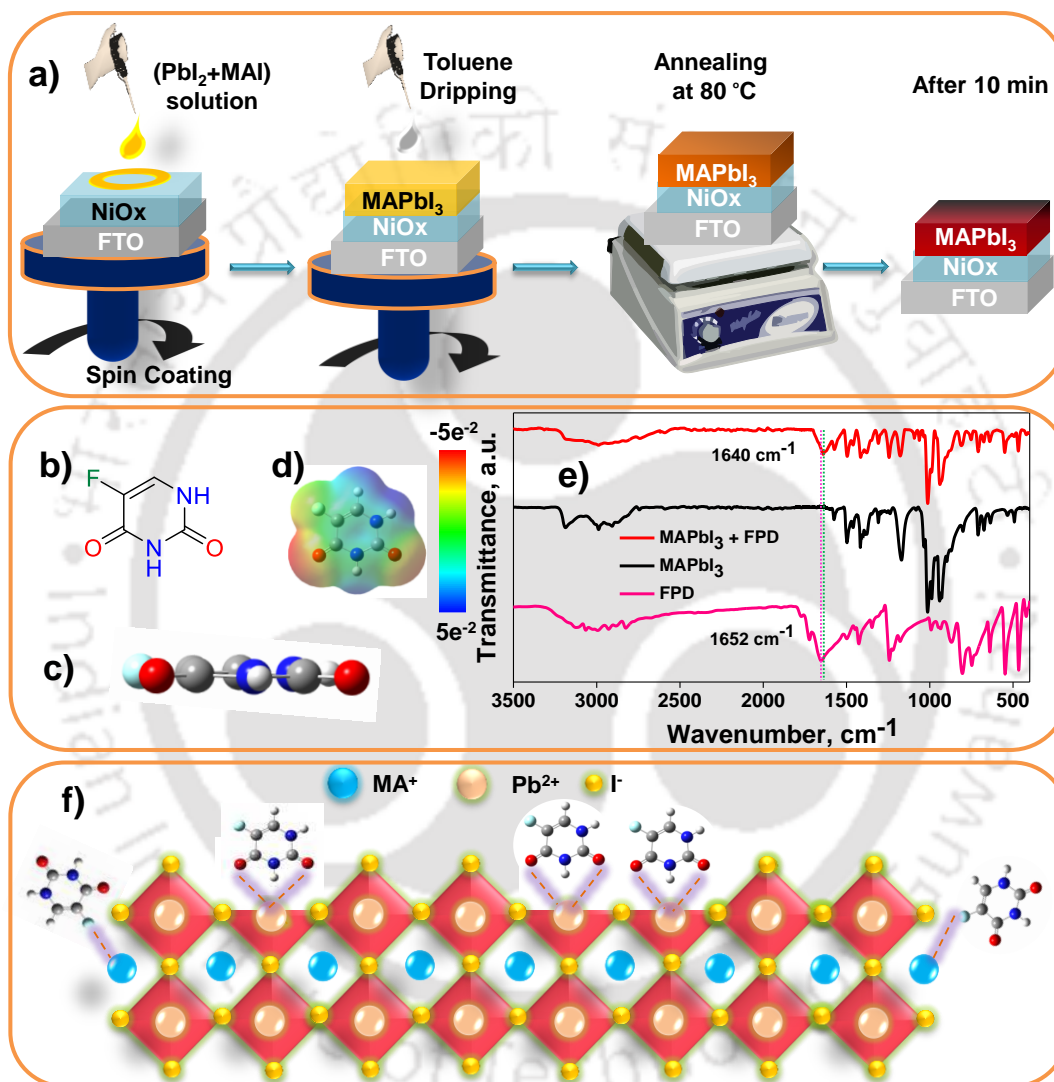 a)
(PbI₂+MAI)
solution
Toluene
Dripping
Annealing
at 80 °C
After 10 min
NiOx
FTO
MAPbI₃
NiOx
FTO
MAPbI₃
NiOx
FTO
MAPbI₃
NiOx
FTO
Spin Coating
b)
F
NH
O
N
H
O
c)
d)
-5e⁻²
5e⁻²
e)
Transmittance, a.u.
1640 cm⁻¹
MAPbI₃ + FPD
MAPbI₃
FPD
1652 cm⁻¹
3500 3000 2500 2000 1500 1000 500
Wavenumber, cm⁻¹
f)
MA⁺
Pb²⁺
I⁻